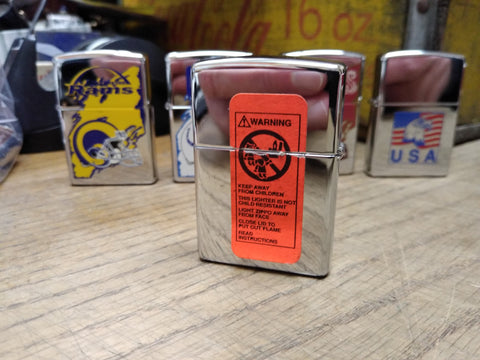 16 oz
Rams
WARNING
KEEP AWAY
FROM CHILDREN
THIS LIGHTER IS NOT
CHILD RESISTANT
LIGHT ZIPPO AWAY
FROM FACE
CLOSE LID TO
PUT OUT FLAME
READ
INSTRUCTIONS
USA